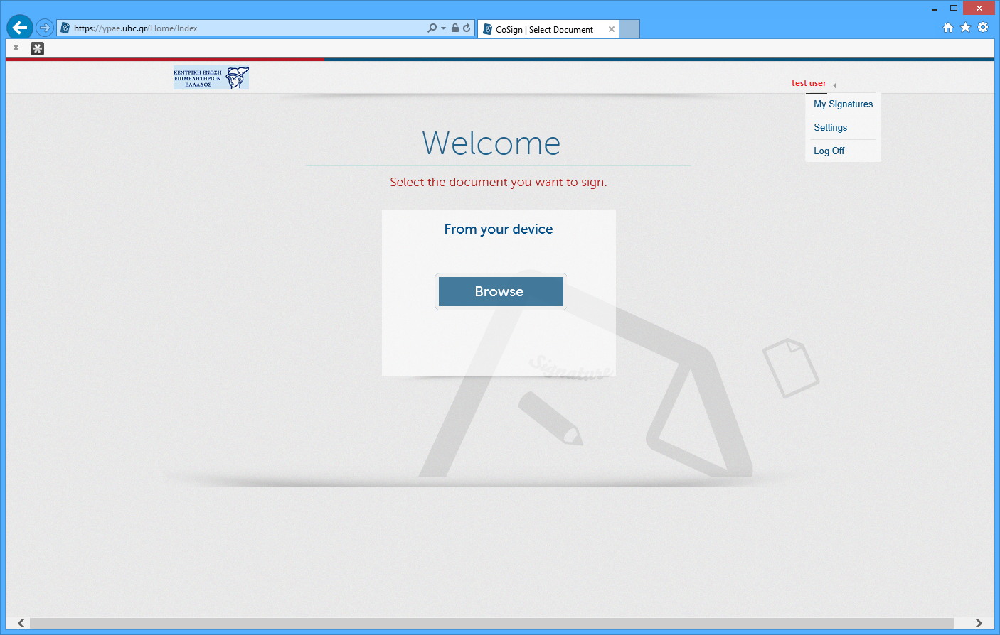 https://ypae.uhc.gr/Home/Index
CoSign | Select Document
ΚΕΝΤΡΙΚΗ ΕΝΩΣΗ
ΕΠΙΜΕΛΗΤΗΡΙΩΝ
ΕΛΛΑΔΟΣ
test user
My Signatures
Settings
Log Off
Welcome
Select the document you want to sign.
From your device
Browse
Signature